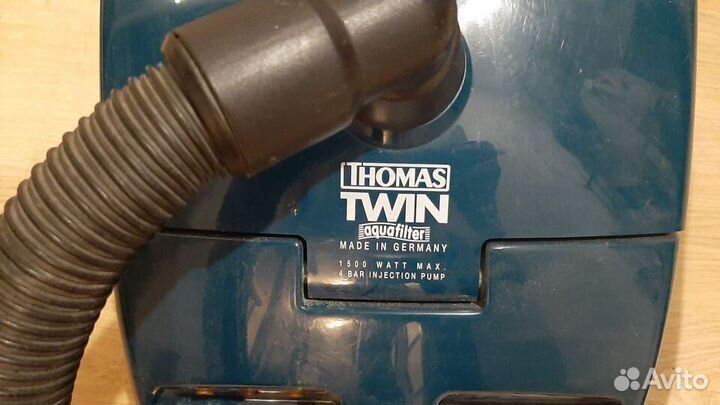 THOMAS
TWIN
aquafilter
MADE IN GERMANY
1500 WATT MAX.
4 BAR INJECTION PUMP
Avito